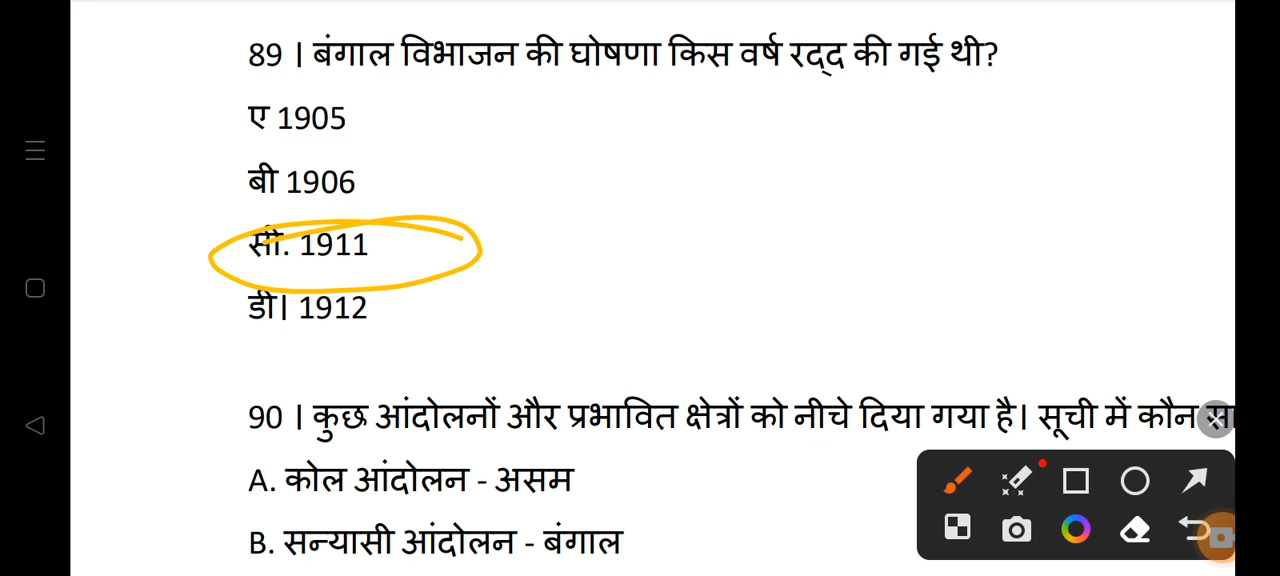 89 । बंगाल विभाजन की घोषणा किस वर्ष रद्‌द की गई थी?
ए 1905
बी 1906
सी. 1911
डी। 1912
90 । कुछ आंदोलनों और प्रभावित क्षेत्रों को नीचे दिया गया है। सूची में कौन
A. कोल आंदोलन - असम
B. सन्यासी आंदोलन - बंगाल